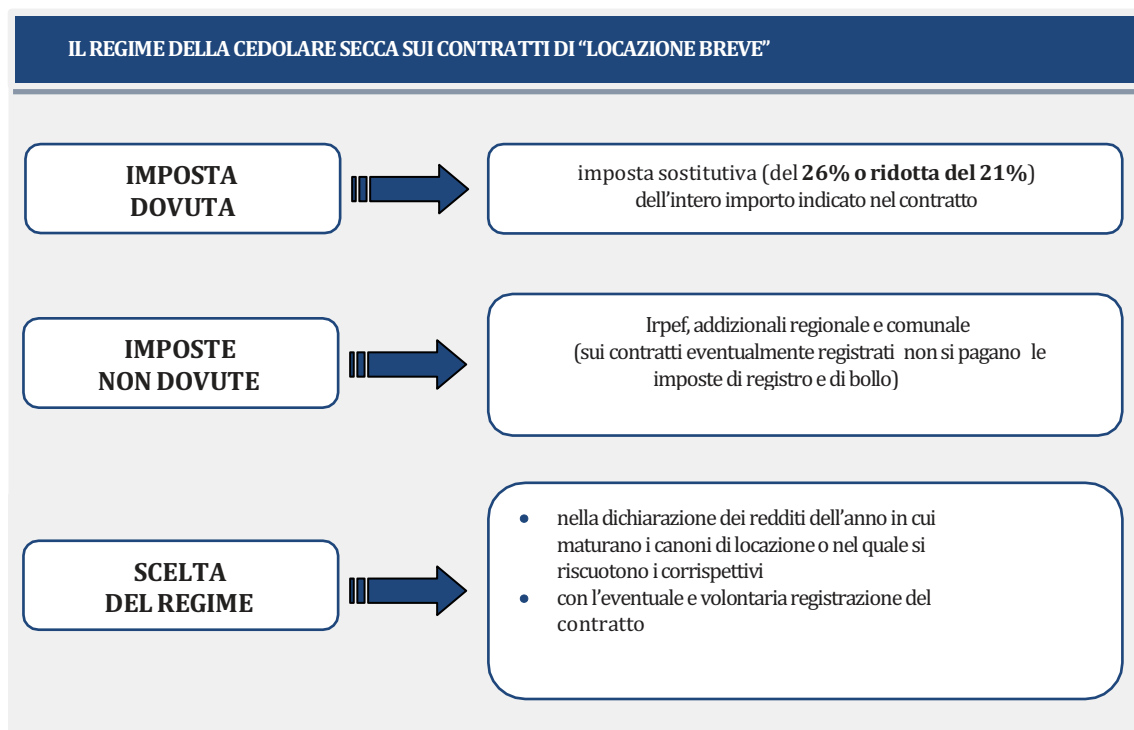 IL REGIME DELLA CEDOLARE SECCA SUI CONTRATTI DI “LOCAZIONE BREVE”
IMPOSTA
DOVUTA
imposta sostitutiva (del 26% o ridotta del 21%)
dell’intero importo indicato nel contratto
IMPOSTE
NON DOVUTE
Irpef, addizionali regionale e comunale
(sui contratti eventualmente registrati non si pagano le
imposte di registro e di bollo)
SCELTA
DEL REGIME
• nella dichiarazione dei redditi dell’anno in cui
maturano i canoni di locazione o nel quale si
riscuotono i corrispettivi
• con l’eventuale e volontaria registrazione del
contratto